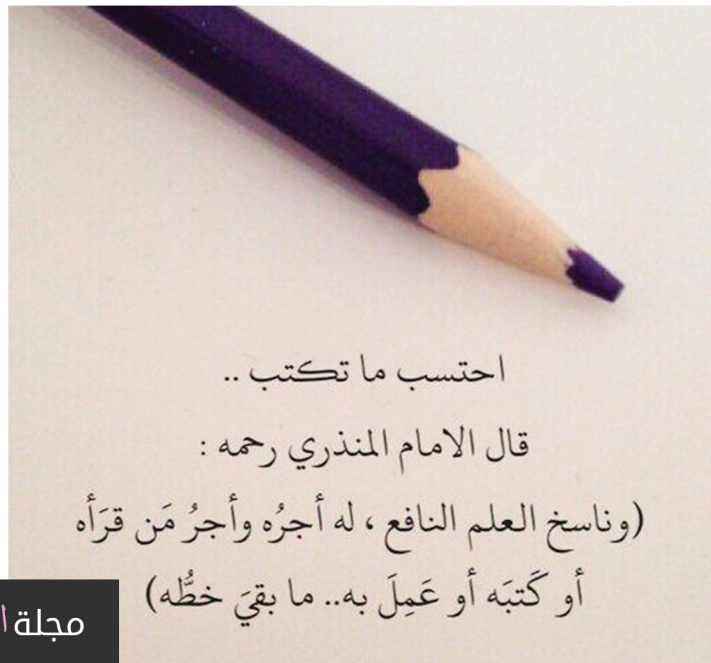 احتسب ما تكتب ..
قال الامام المنذري رحمه :
(وناسخ العلم النافع ، له أجرُه وأجرُ مَن قرَأه
أو كَتبَه أو عَمِلَ به.. ما بقيَ خطُّه)
مجلة